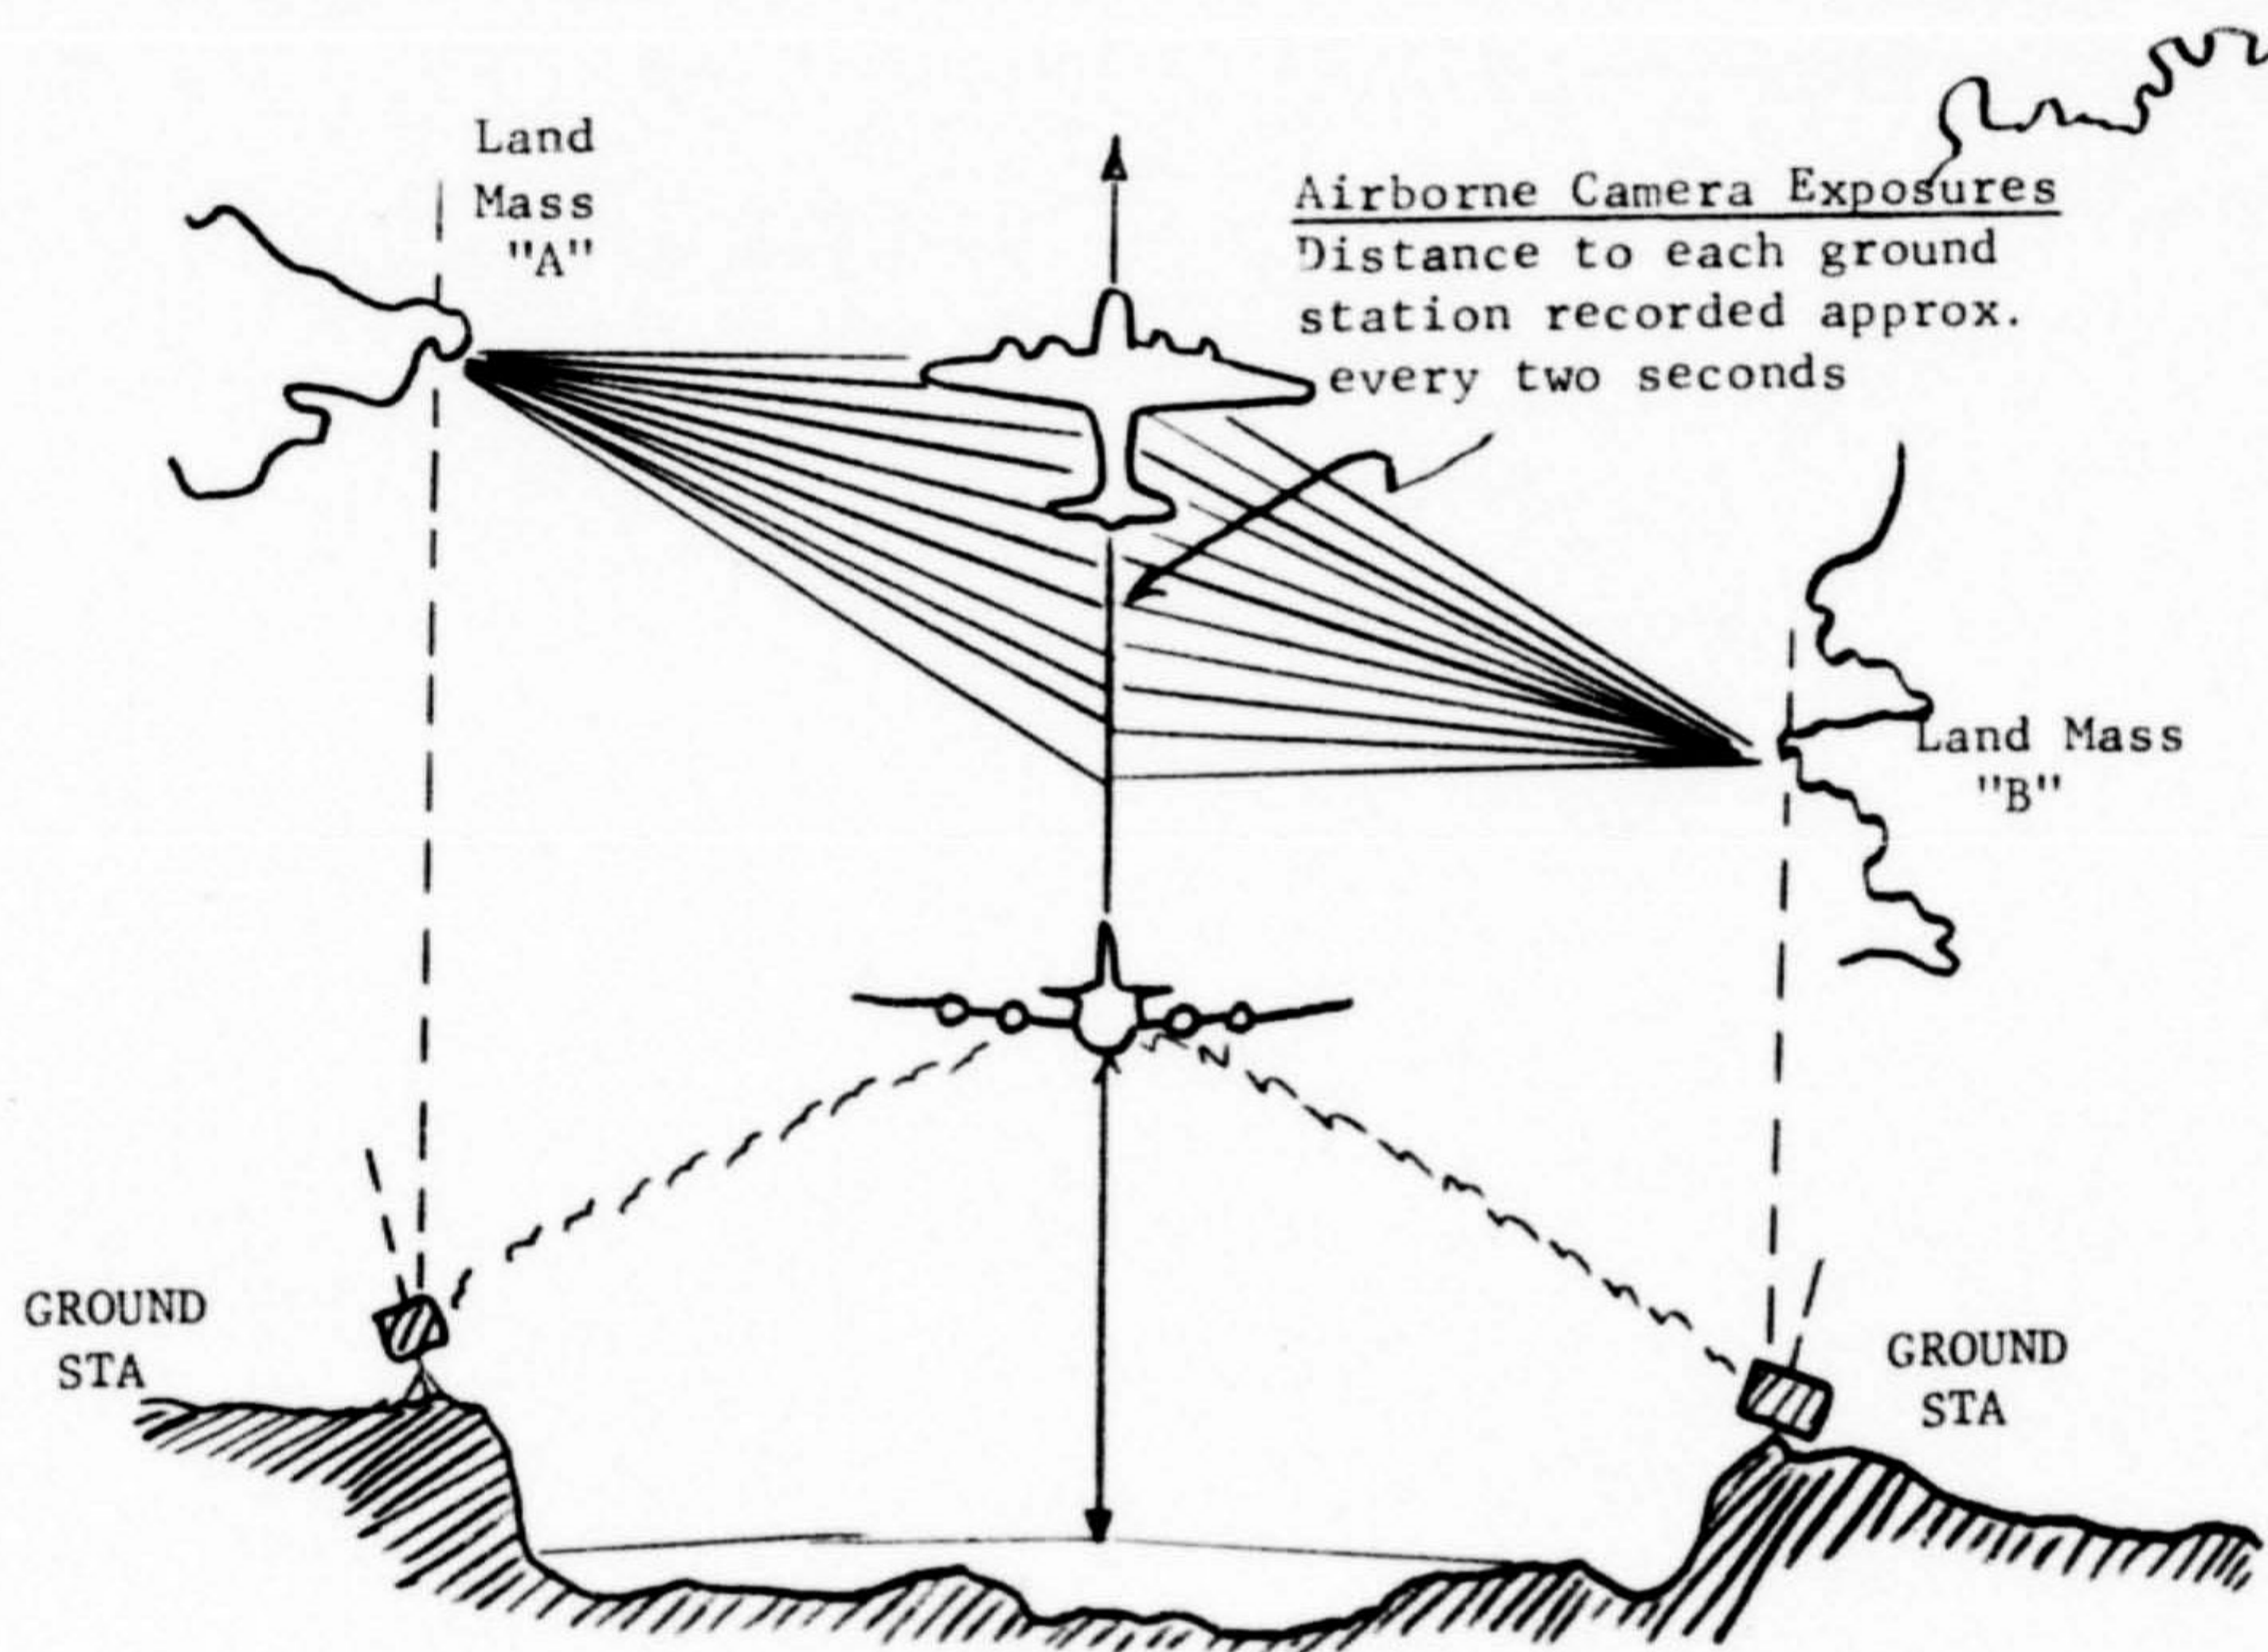 Land
Mass
"A"
Airborne Camera Exposures
Distance to each ground
station recorded approx.
every two seconds
Land Mass
"B"
GROUND
STA
GROUND
STA